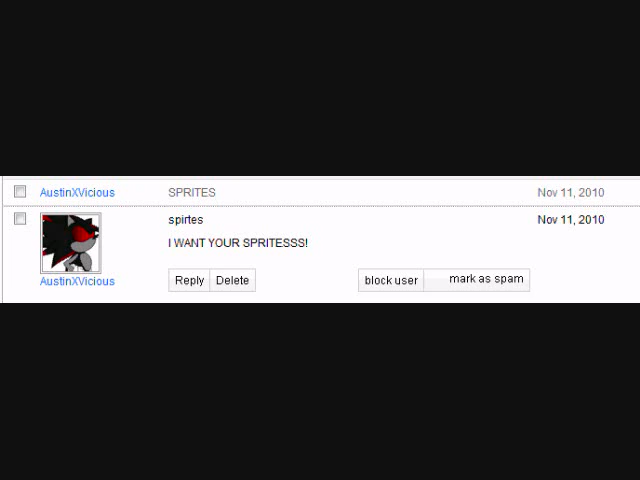 AustinXVicious SPRITES Nov 11, 2010
spirtes Nov 11, 2010
I WANT YOUR SPRITESSS!
AustinXVicious
Reply Delete block user mark as spam